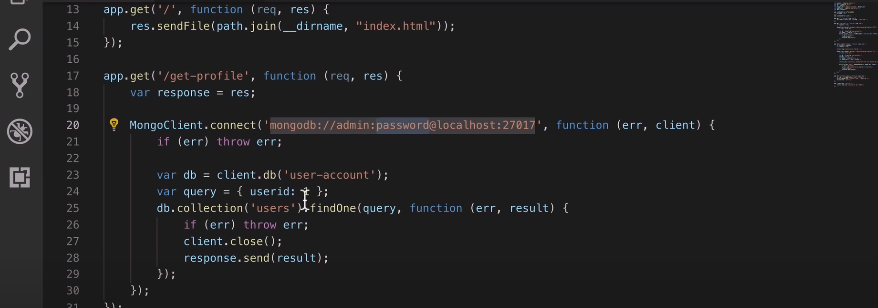 13 app.get('/', function (req, res) {
14 res.sendFile(path.join(__dirname, "index.html"));
15 });
16
17 app.get('/get-profile', function (req, res) {
18 var response = res;
19
20 MongoClient.connect('mongodb://admin:password@localhost:27017', function (err, client) {
21 if (err) throw err;
22
23 var db = client.db('user-account');
24 var query = { userid: 1 };
25 db.collection('users').findOne(query, function (err, result) {
26 if (err) throw err;
27 client.close();
28 response.send(result);
29 });
30 });
31 });